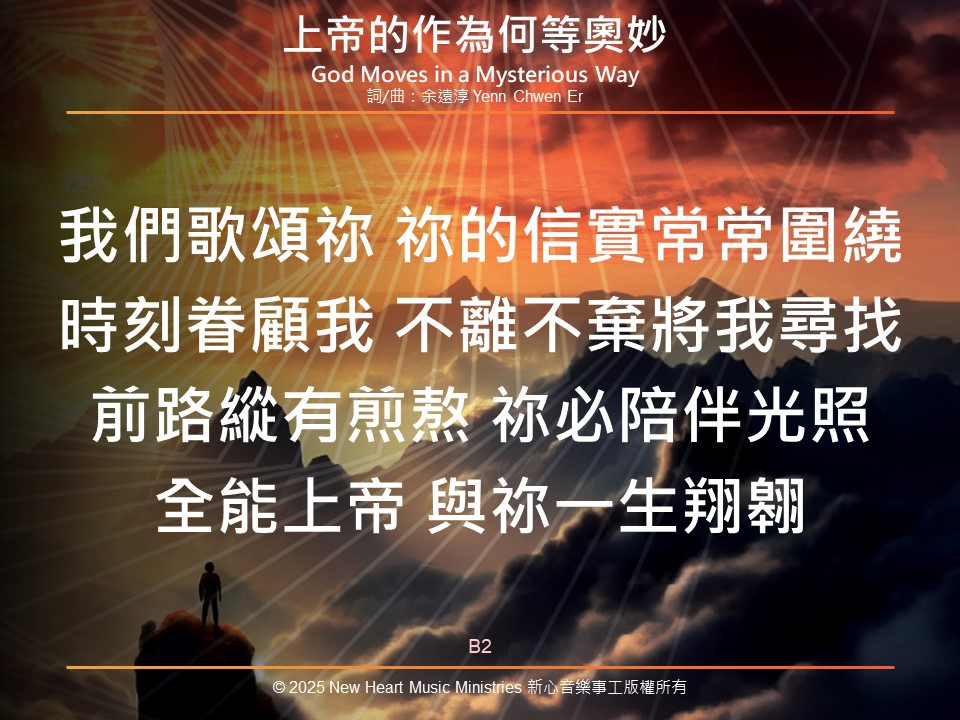 上帝的作為何等奧妙
God Moves in a Mysterious Way
詞/曲：余遠淳 Yenn Chwen Er
我們歌頌祢 祢的信實常常圍繞
時刻眷顧我 不離不棄將我尋找
前路縱有煎熬 祢必陪伴光照
全能上帝 與祢一生翔翱
B2
© 2025 New Heart Music Ministries 新心音樂事工版權所有